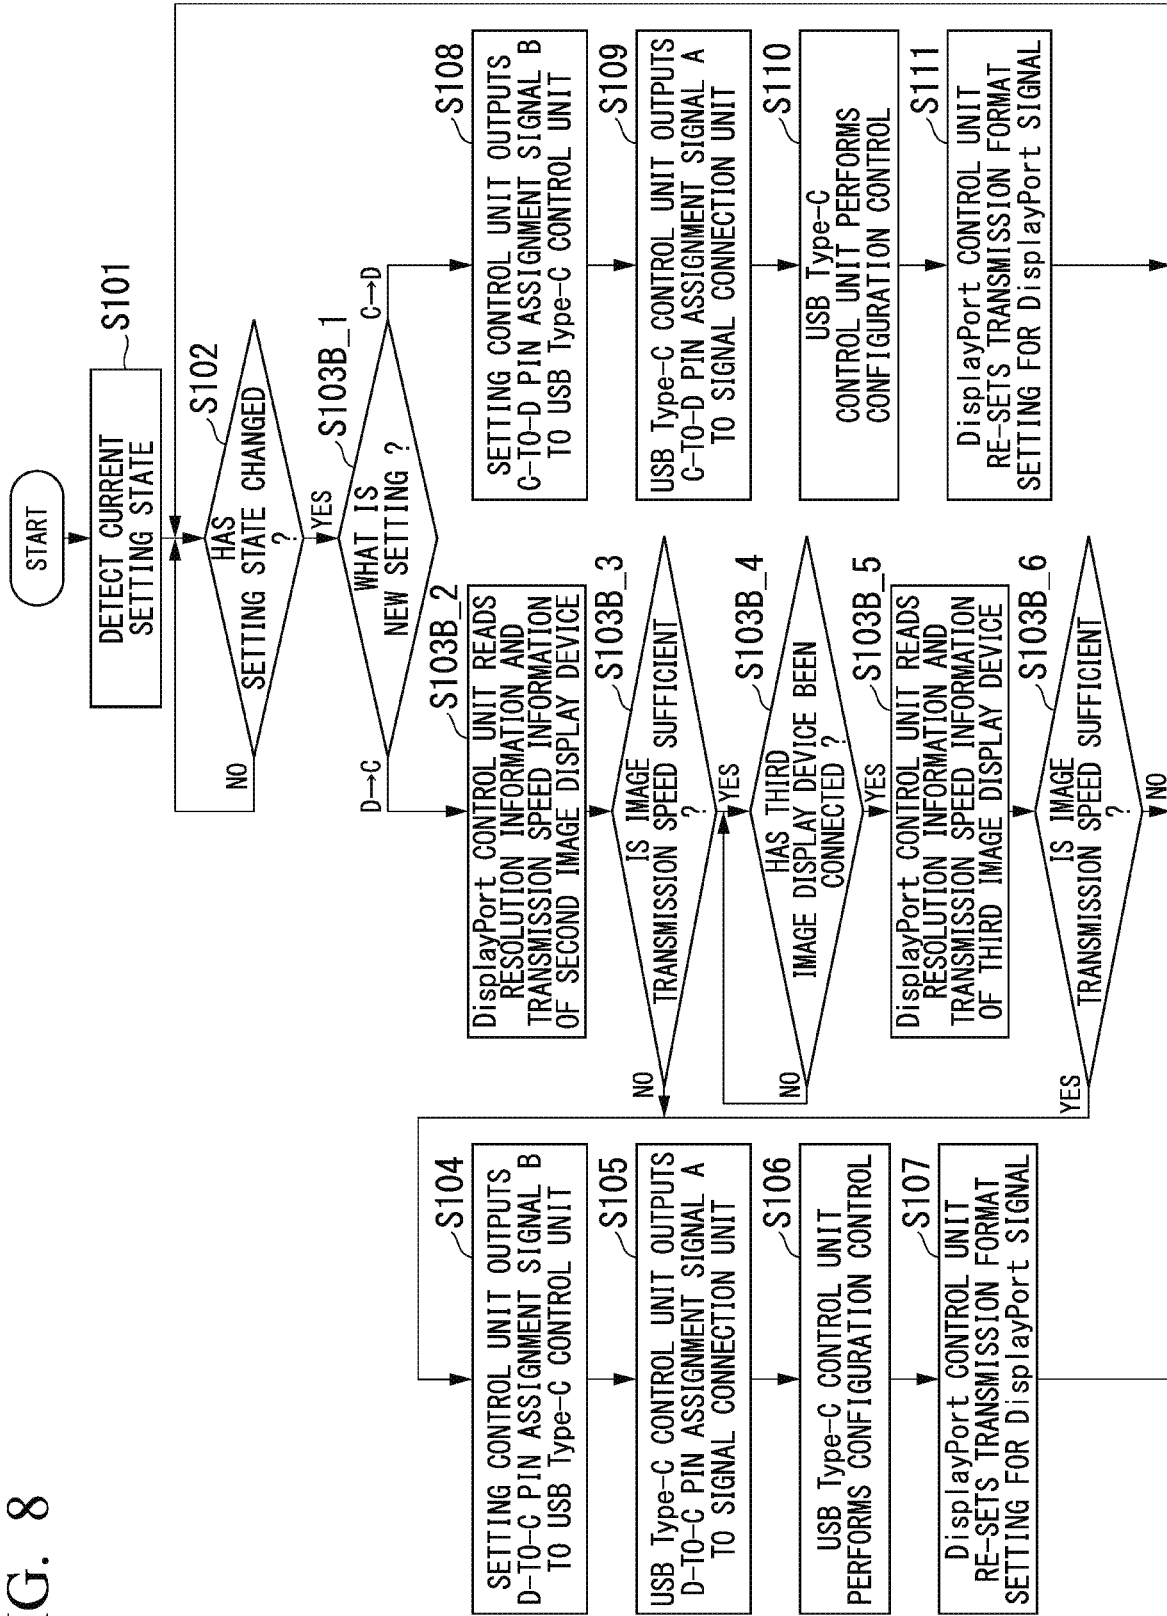 G. 8
START
S101
DETECT CURRENT
SETTING STATE
S102
HAS
SETTING STATE CHANGED
?
NO
YES
S103B_1
WHAT IS
NEW SETTING ?
D→C
C→D
S103B_2
DisplayPort CONTROL UNIT READS
RESOLUTION INFORMATION AND
TRANSMISSION SPEED INFORMATION
OF SECOND IMAGE DISPLAY DEVICE
S103B_3
IS IMAGE
TRANSMISSION SPEED SUFFICIENT
?
NO
YES
S103B_4
HAS THIRD
IMAGE DISPLAY DEVICE BEEN
CONNECTED ?
NO
YES
S103B_5
DisplayPort CONTROL UNIT READS
RESOLUTION INFORMATION AND
TRANSMISSION SPEED INFORMATION
OF THIRD IMAGE DISPLAY DEVICE
S103B_6
IS IMAGE
TRANSMISSION SPEED SUFFICIENT
?
YES
NO
S104
SETTING CONTROL UNIT OUTPUTS
D-TO-C PIN ASSIGNMENT SIGNAL B
TO USB Type-C CONTROL UNIT
S105
USB Type-C CONTROL UNIT OUTPUTS
D-TO-C PIN ASSIGNMENT SIGNAL A
TO SIGNAL CONNECTION UNIT
S106
USB Type-C CONTROL UNIT
PERFORMS CONFIGURATION CONTROL
S107
DisplayPort CONTROL UNIT
RE-SETS TRANSMISSION FORMAT
SETTING FOR DisplayPort SIGNAL
S108
SETTING CONTROL UNIT OUTPUTS
C-TO-D PIN ASSIGNMENT SIGNAL B
TO USB Type-C CONTROL UNIT
S109
USB Type-C CONTROL UNIT OUTPUTS
C-TO-D PIN ASSIGNMENT SIGNAL A
TO SIGNAL CONNECTION UNIT
S110
USB Type-C
CONTROL UNIT PERFORMS
CONFIGURATION CONTROL
S111
DisplayPort CONTROL UNIT
RE-SETS TRANSMISSION FORMAT
SETTING FOR DisplayPort SIGNAL